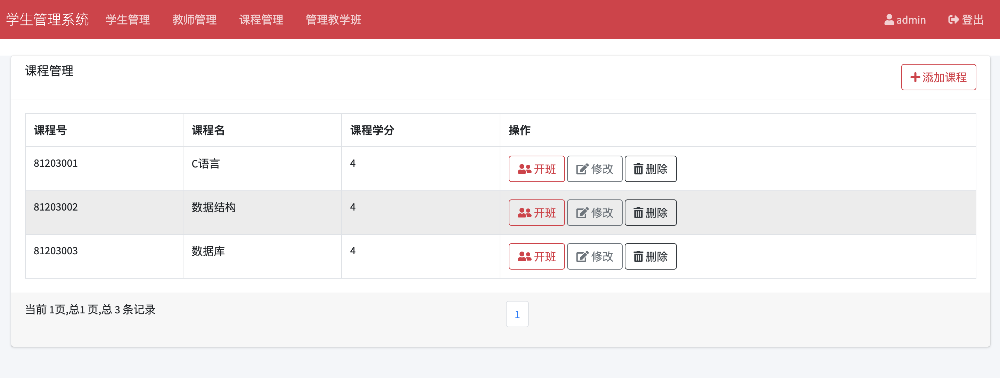 学生管理系统 学生管理 教师管理 课程管理 管理教学班 admin 登出
课程管理 添加课程
课程号 课程名 课程学分 操作
81203001 C语言 4 开班 修改 删除
81203002 数据结构 4 开班 修改 删除
81203003 数据库 4 开班 修改 删除
当前 1页,总1 页,总 3 条记录 1